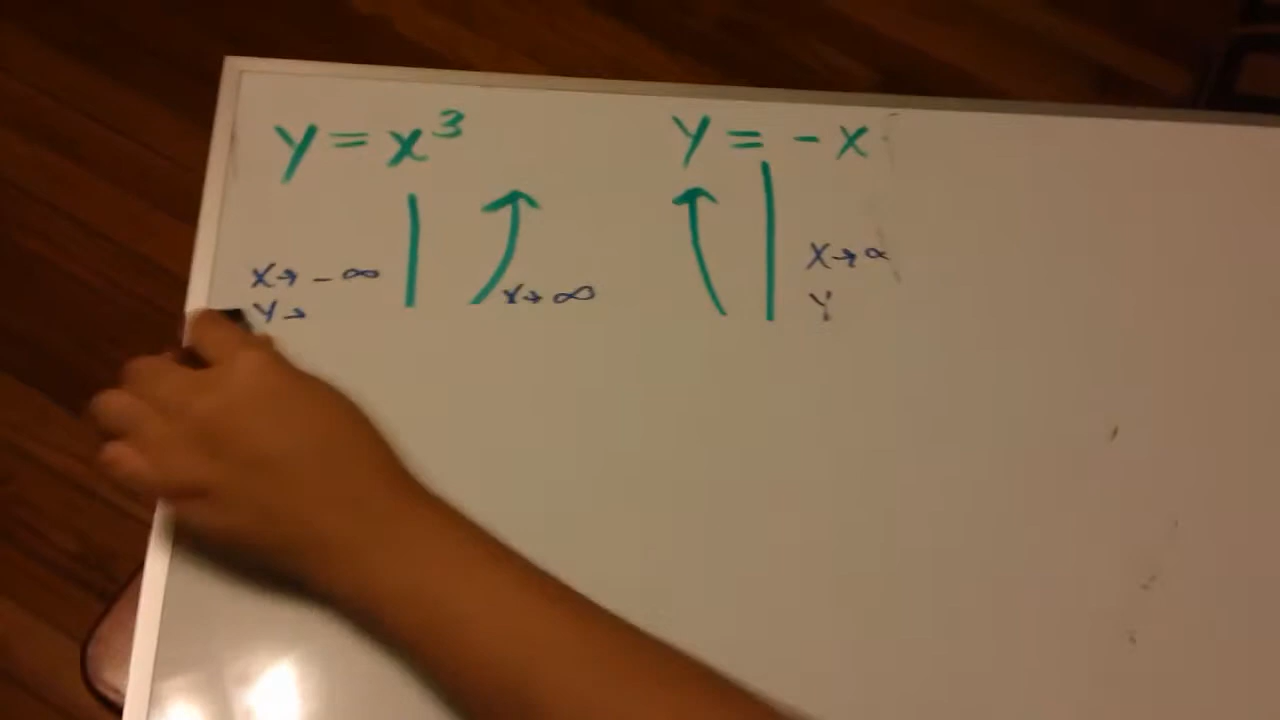 y = x³
y = -x
x→ -∞
y→
x→ ∞
x→ ∝
y